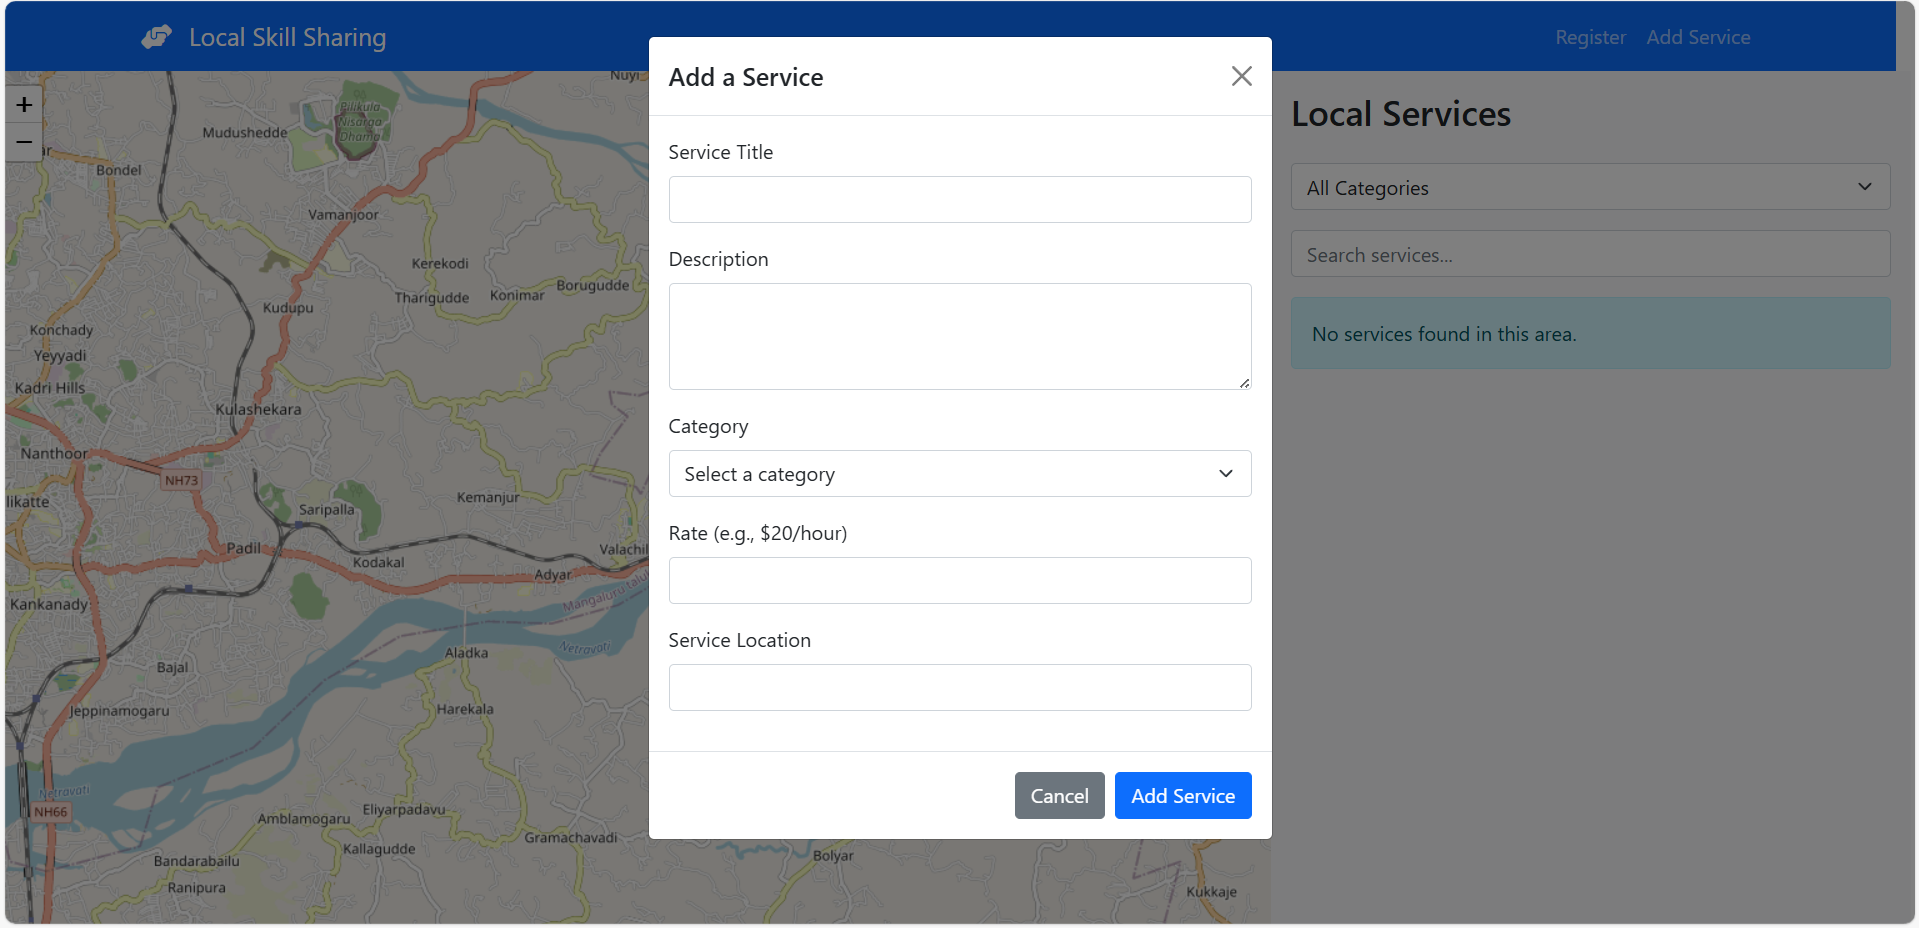 Local Skill Sharing
Register
Add Service
+
−
Nuyi
Pilikula
Nisarga
Dhama
Mudushedde
ar
Bondel
Vamanjoor
Kerekodi
Borugudde
Tharigudde
Konimar
Kudupu
Konchady
Yeyyadi
Kadri Hills
Kulashekara
Nanthoor
NH73
likatte
Kemanjur
Saripalla
Padil
Valachil
Kodakal
Adyar
Mangaluru talu
Kankanady
Netravati
Aladka
Bajal
Jeppinamogaru
Harekala
Netravati
NH66
Eliyarpadavu
Amblamogaru
Gramachavadi
Kallagudde
Bandarabailu
Ranipura
Bolyar
Kukkaje
Add a Service
Service Title
Description
Category
Select a category
Rate (e.g., $20/hour)
Service Location
Cancel
Add Service
Local Services
All Categories
Search services...
No services found in this area.